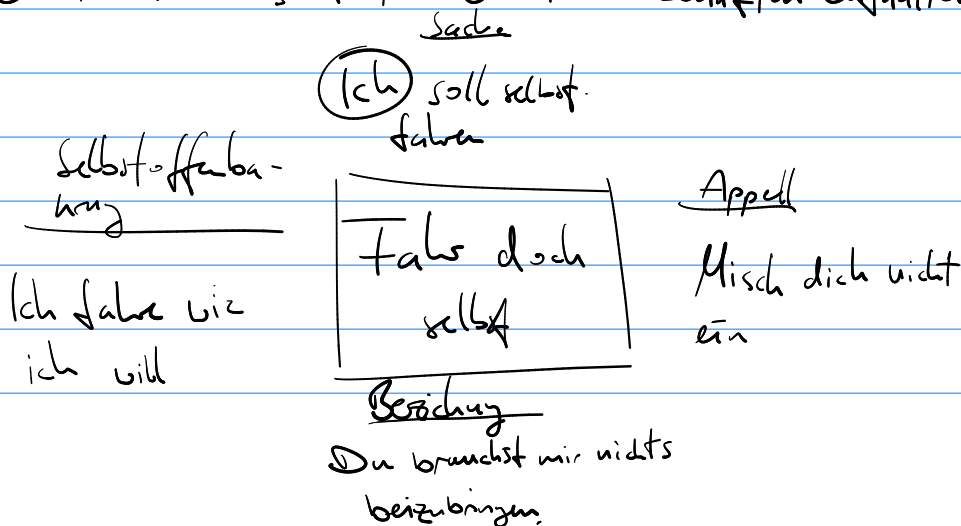 Sache
Ich soll selbst
fahren
Selbstoffenba-
rung
Appell
Fahr doch
selbst
Misch dich nicht
ein
Ich fahre wie
ich will
Beziehung
Du brauchst mir nichts
beizubringen.